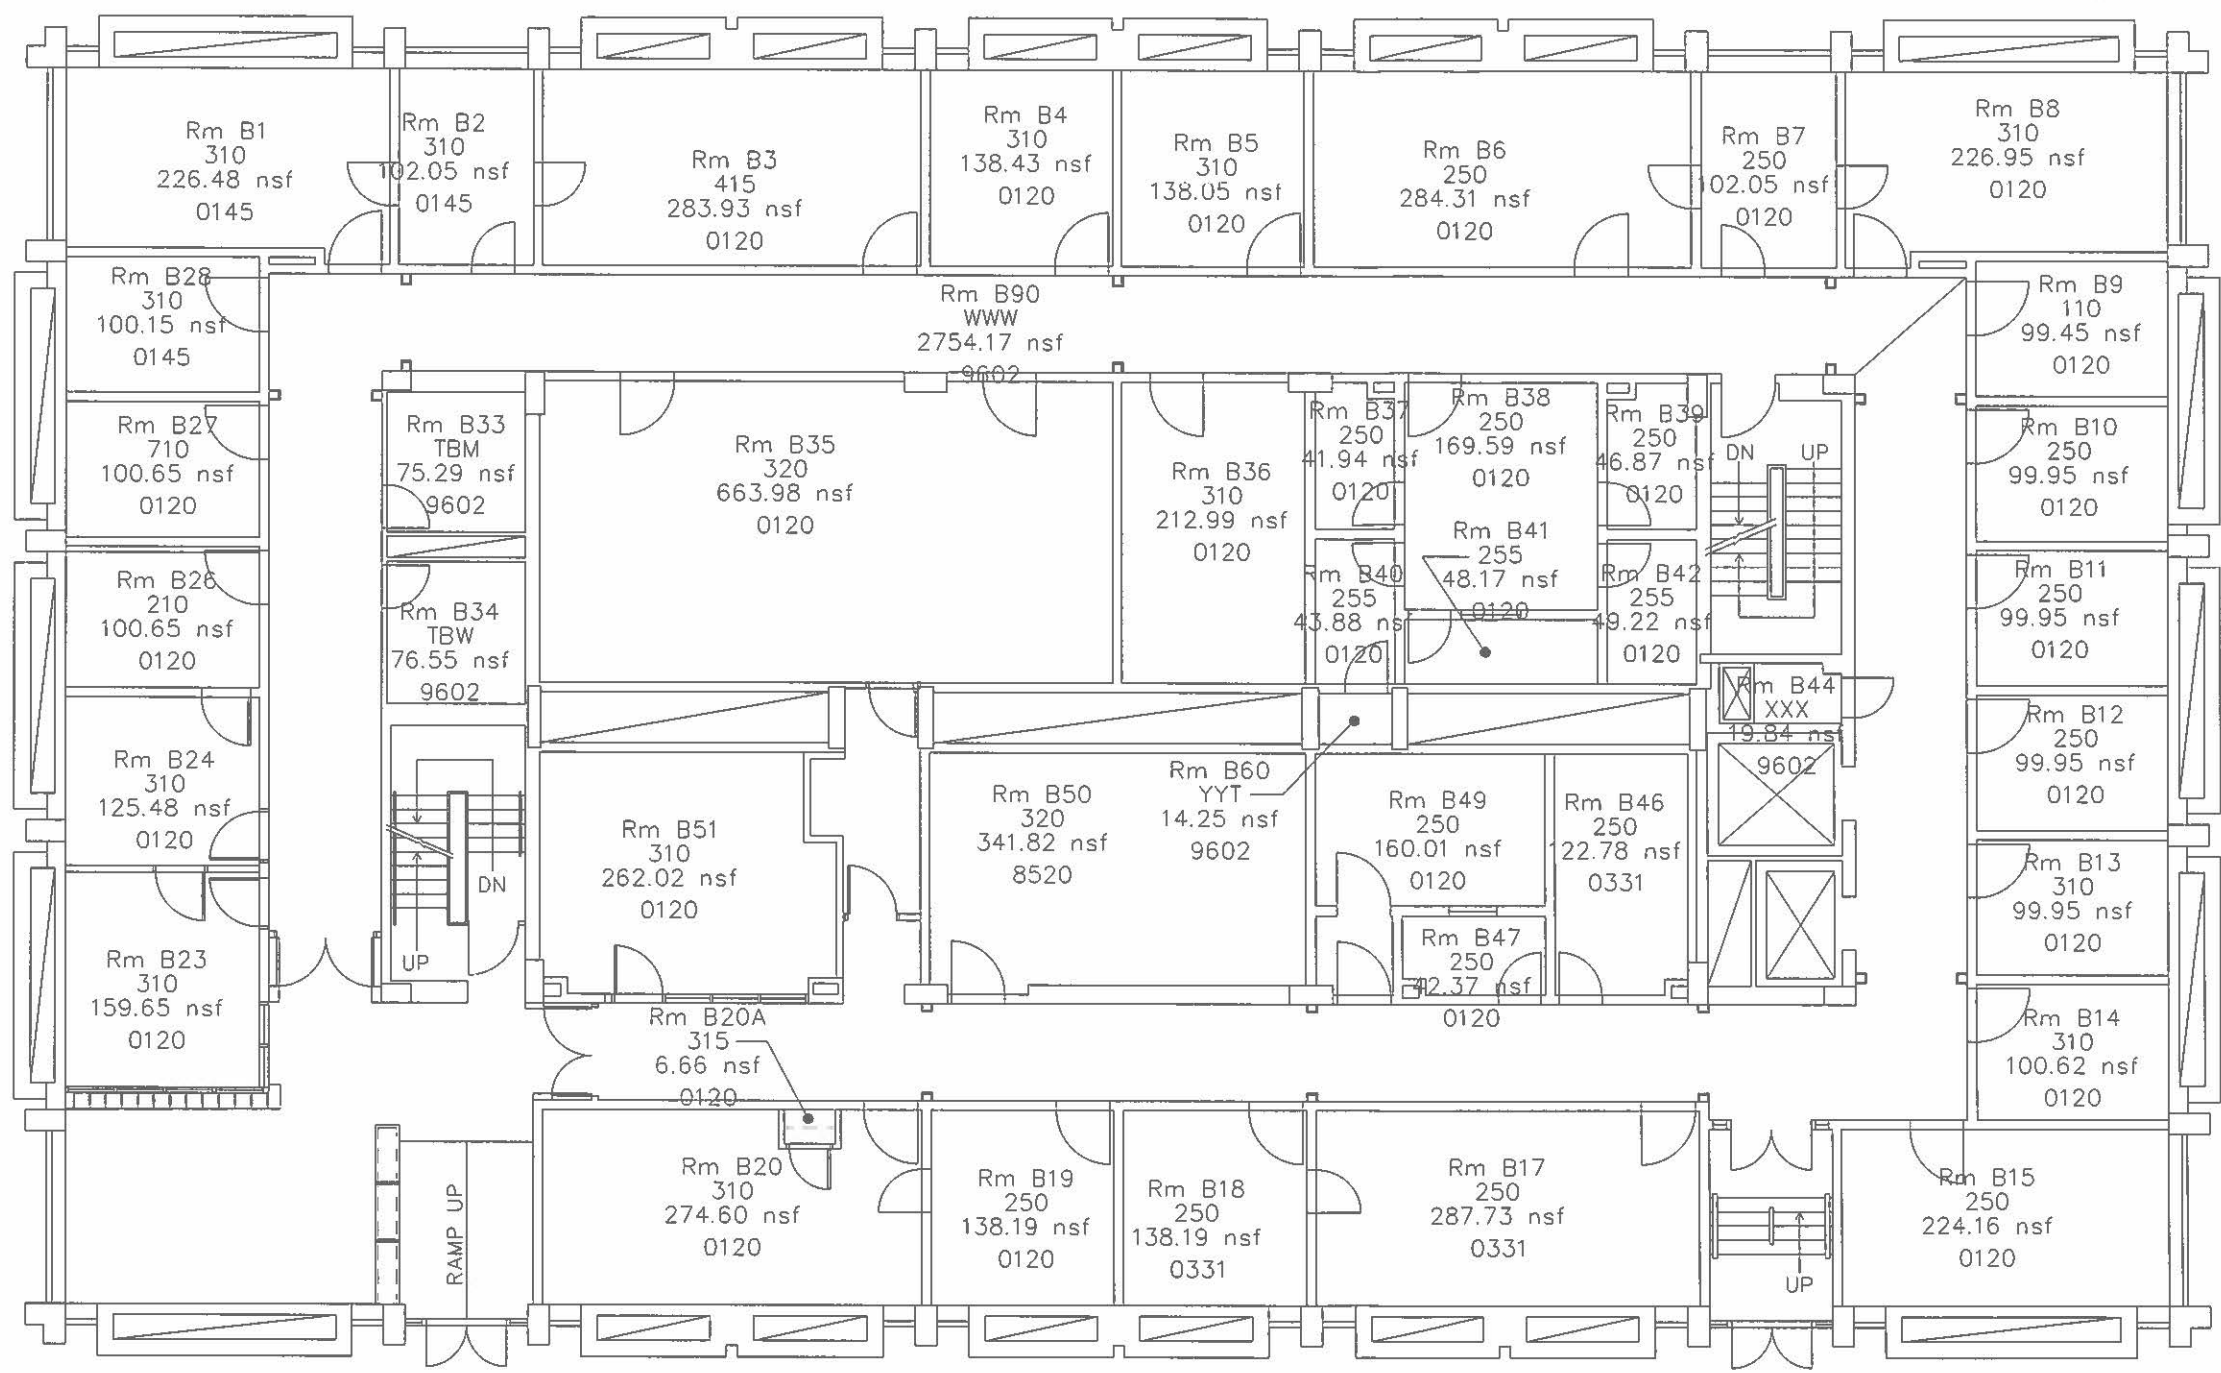 Rm B1
310
226.48 nsf
0145
Rm B2
310
102.05 nsf
0145
Rm B3
415
283.93 nsf
0120
Rm B4
310
138.43 nsf
0120
Rm B5
310
138.05 nsf
0120
Rm B6
250
284.31 nsf
0120
Rm B7
250
102.05 nsf
0120
Rm B8
310
226.95 nsf
0120
Rm B28
310
100.15 nsf
0145
Rm B90
WWW
2754.17 nsf
9602
Rm B9
110
99.45 nsf
0120
Rm B27
710
100.65 nsf
0120
Rm B33
TBM
75.29 nsf
9602
Rm B35
320
663.98 nsf
0120
Rm B36
310
212.99 nsf
0120
Rm B37
250
41.94 nsf
0120
Rm B38
250
169.59 nsf
0120
Rm B39
250
46.87 nsf
0120
DN
UP
Rm B10
250
99.95 nsf
0120
Rm B26
210
100.65 nsf
0120
Rm B34
TBW
76.55 nsf
9602
Rm B40
255
43.88 nsf
0120
Rm B41
255
48.17 nsf
0120
Rm B42
255
49.22 nsf
0120
Rm B11
250
99.95 nsf
0120
Rm B44
XXX
19.84 nsf
9602
Rm B12
250
99.95 nsf
0120
Rm B24
310
125.48 nsf
0120
DN
UP
Rm B51
310
262.02 nsf
0120
Rm B50
320
341.82 nsf
8520
Rm B60
YYT
14.25 nsf
9602
Rm B49
250
160.01 nsf
0120
Rm B46
250
122.78 nsf
0331
Rm B13
310
99.95 nsf
0120
Rm B23
310
159.65 nsf
0120
Rm B47
250
42.37 nsf
0120
Rm B20A
315
6.66 nsf
0120
Rm B14
310
100.62 nsf
0120
RAMP UP
Rm B20
310
274.60 nsf
0120
Rm B19
250
138.19 nsf
0120
Rm B18
250
138.19 nsf
0331
Rm B17
250
287.73 nsf
0331
UP
Rm B15
250
224.16 nsf
0120